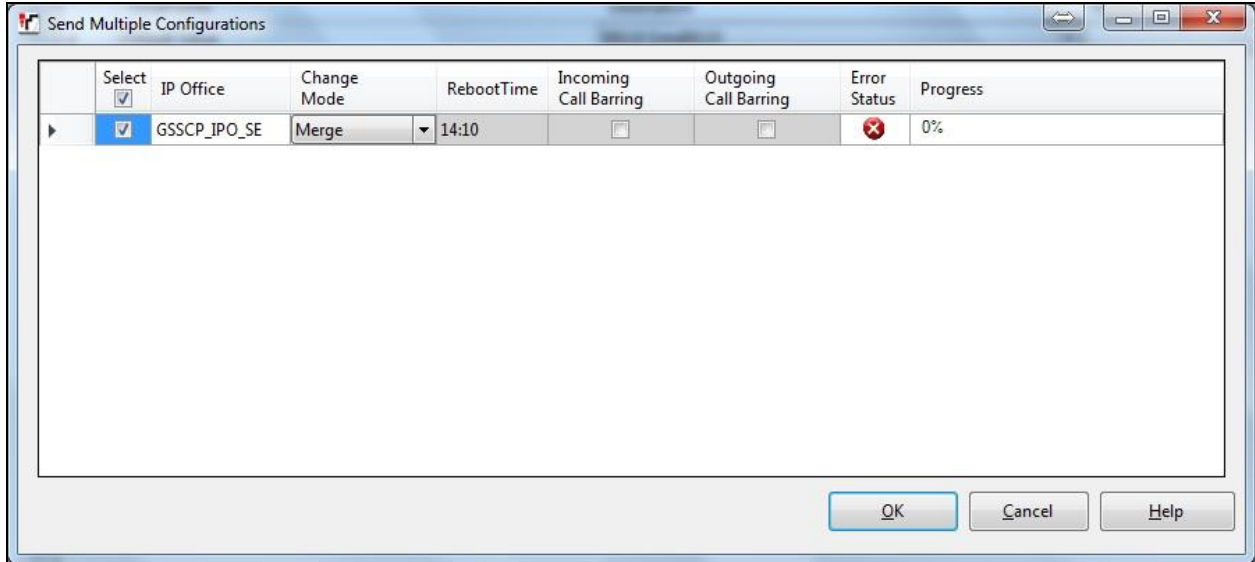 Send Multiple Configurations
Select IP Office Change Mode RebootTime Incoming Call Barring Outgoing Call Barring Error Status Progress
GSSCP_IPO_SE Merge 14:10 0%
OK Cancel Help